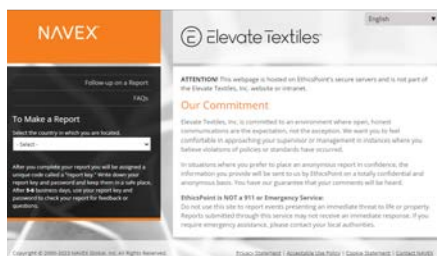 English
NAVEX
Elevate Textiles
Follow-up on a Report
FAQs
To Make a Report
Select the country in which you are located.
- Select -
After you complete your report you will be assigned a
unique code called a "report key." Write down your
report key and password and keep them in a safe place.
After 5-6 business days, use your report key and
password to check your report for feedback or
questions.
ATTENTION! This webpage is hosted on EthicsPoint's secure servers and is not part of
the Elevate Textiles, Inc. website or intranet.
Our Commitment
Elevate Textiles, Inc. is committed to an environment where open, honest
communications are the expectation, not the exception. We want you to feel
comfortable in approaching your supervisor or management in instances where you
believe violations of policies or standards have occurred.
In situations where you prefer to place an anonymous report in confidence, the
information you provide will be sent to us by EthicsPoint on a totally confidential and
anonymous basis. You have our guarantee that your comments will be heard.
EthicsPoint is NOT a 911 or Emergency Service:
Do not use this site to report events presenting an immediate threat to life or property.
Reports submitted through this service may not receive an immediate response. If you
require emergency assistance, please contact your local authorities.
Copyright © 2000-2023 NAVEX Global, Inc. All Rights Reserved.
Privacy Statement | Acceptable Use Policy | Cookie Statement | Contact NAVEX